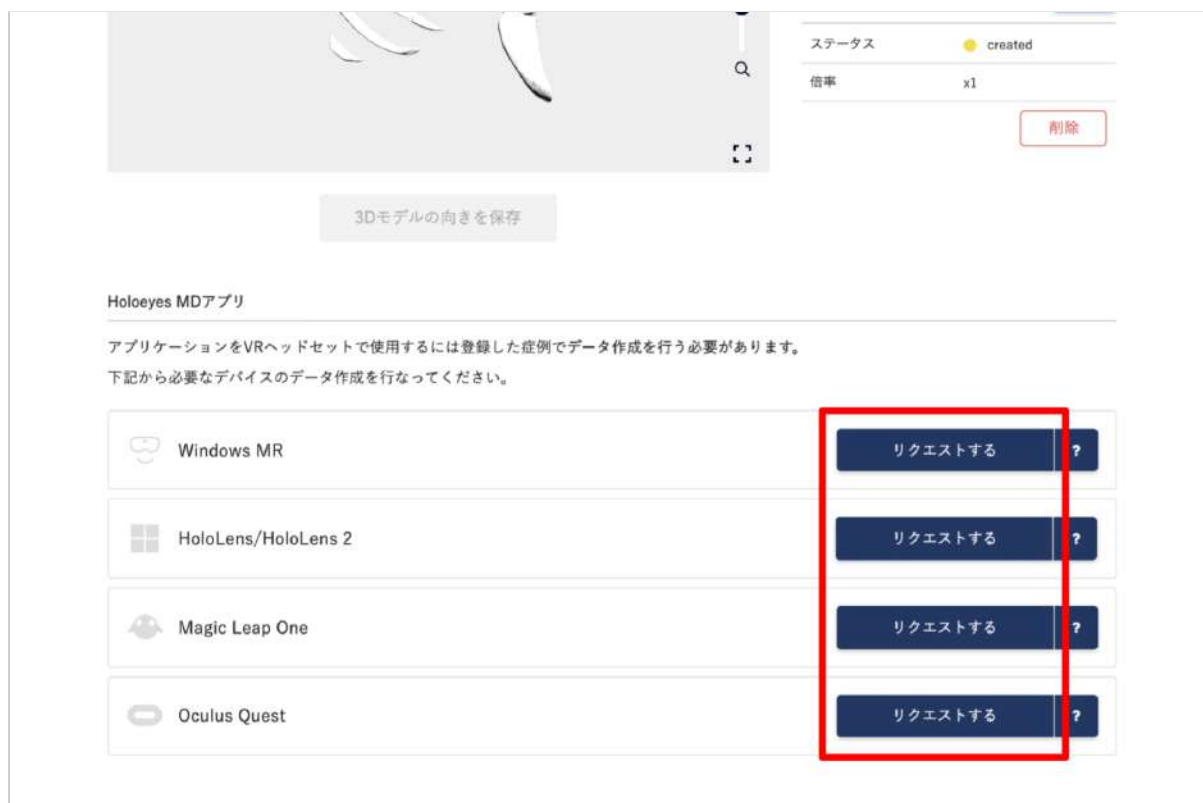 ステータス created
倍率 x1
削除
3Dモデルの向きを保存
Holoeyes MDアプリ
アプリケーションをVRヘッドセットで使用するには登録した症例でデータ作成を行う必要があります。
下記から必要なデバイスのデータ作成を行なってください。
Windows MR リクエストする ?
HoloLens/HoloLens 2 リクエストする ?
Magic Leap One リクエストする ?
Oculus Quest リクエストする ?